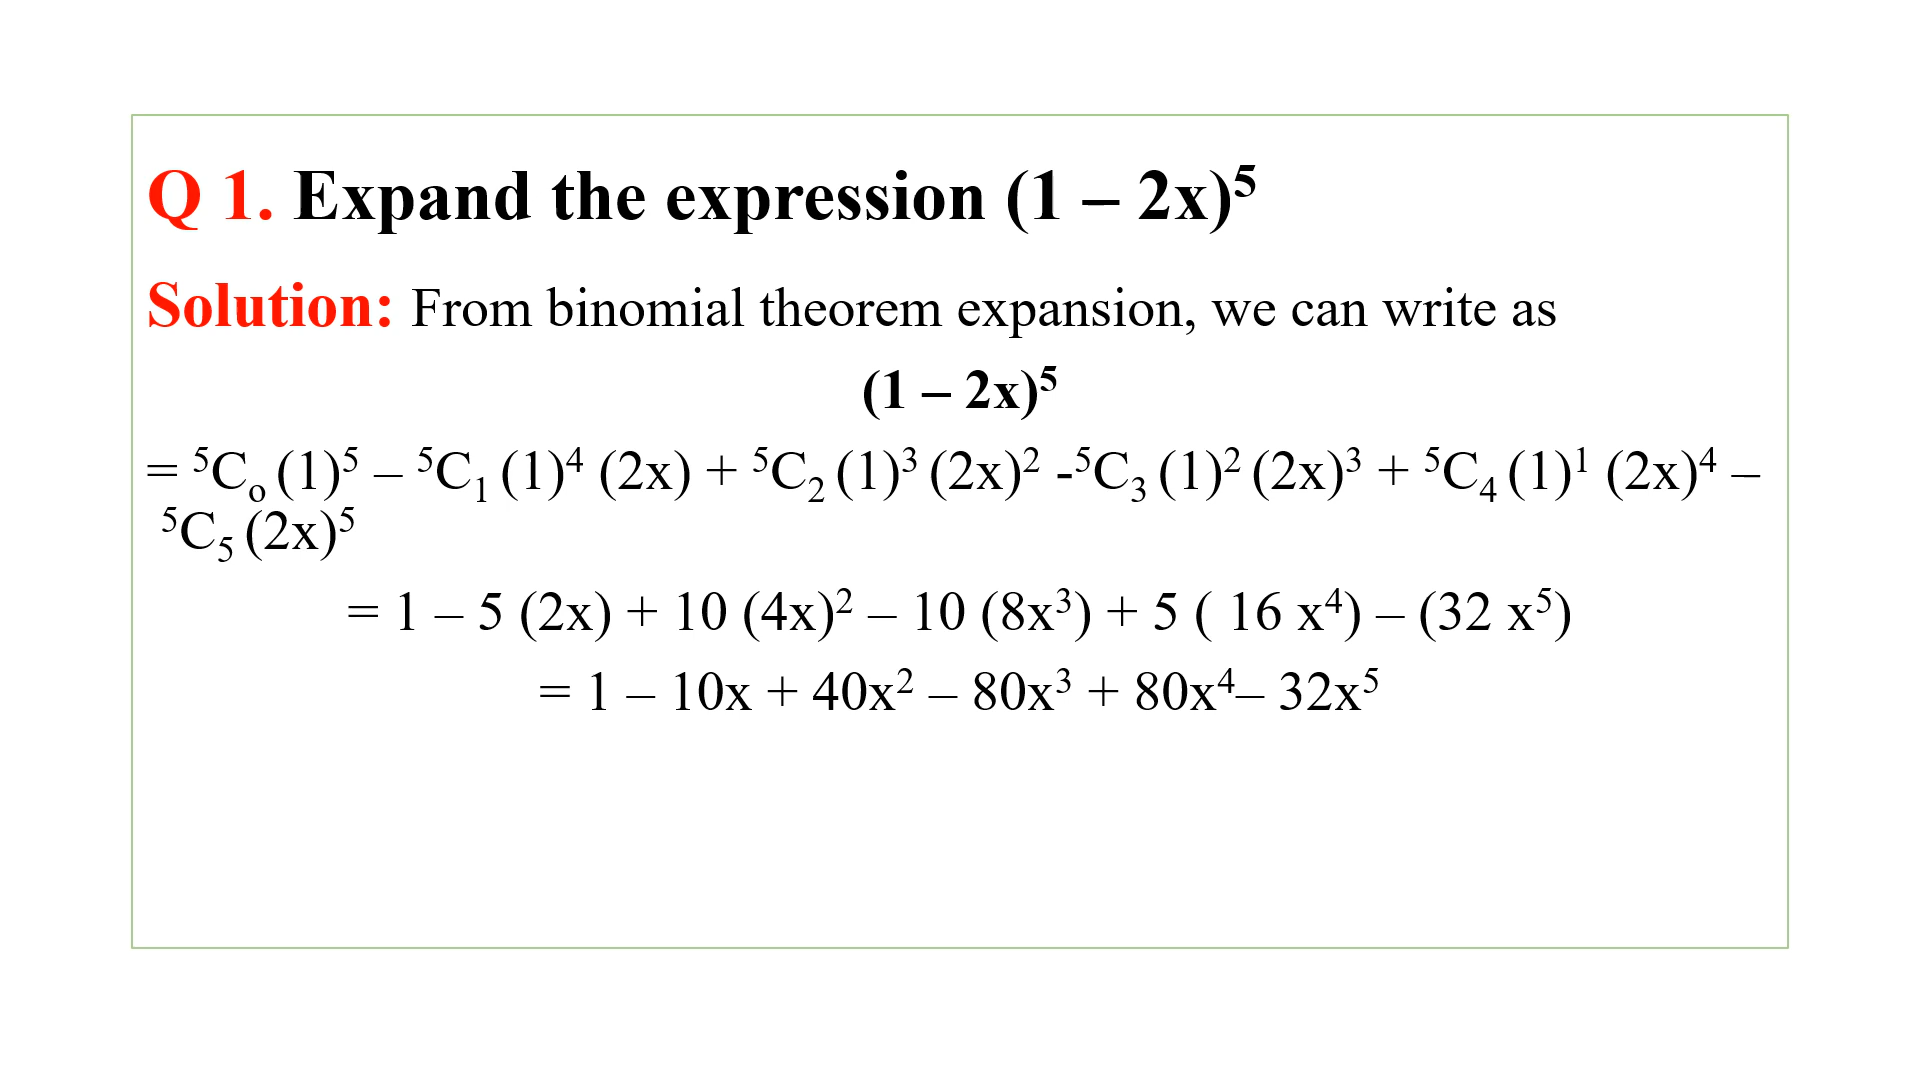 Q 1. Expand the expression (1 – 2x)⁵
Solution: From binomial theorem expansion, we can write as
(1 – 2x)⁵
= ⁵Cₒ (1)⁵ – ⁵C₁ (1)⁴ (2x) + ⁵C₂ (1)³ (2x)² -⁵C₃ (1)² (2x)³ + ⁵C₄ (1)¹ (2x)⁴ –
⁵C₅ (2x)⁵
= 1 – 5 (2x) + 10 (4x)² – 10 (8x³) + 5 ( 16 x⁴) – (32 x⁵)
= 1 – 10x + 40x² – 80x³ + 80x⁴– 32x⁵